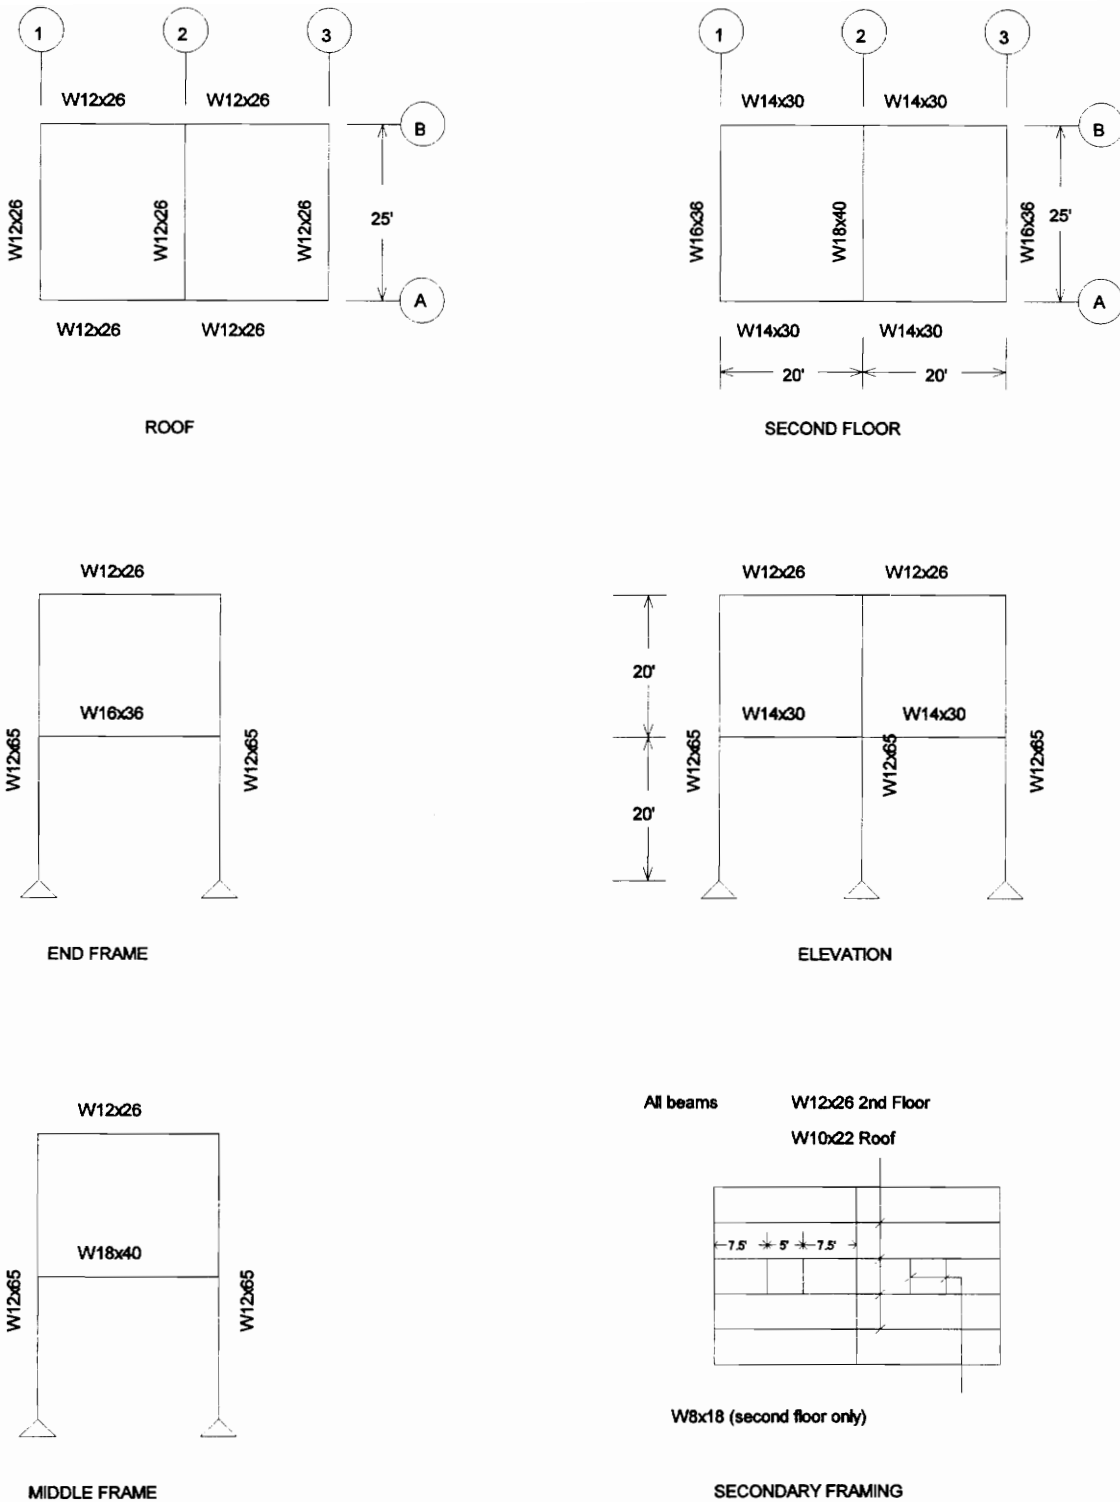 1 2 3
W12x26 W12x26
B
W12x26 W12x26 W12x26 25'
A
W12x26 W12x26
ROOF
1 2 3
W14x30 W14x30
B
W16x36 W18x40 W16x36 25'
A
W14x30 W14x30
20' 20'
SECOND FLOOR
W12x26
W16x36
W12x65 W12x65
END FRAME
W12x26 W12x26
20'
W14x30 W14x30
W12x65 W12x65 W12x65
20'
ELEVATION
W12x26
W18x40
W12x65 W12x65
MIDDLE FRAME
All beams W12x26 2nd Floor
W10x22 Roof
7.5' 5' 7.5'
W8x18 (second floor only)
SECONDARY FRAMING